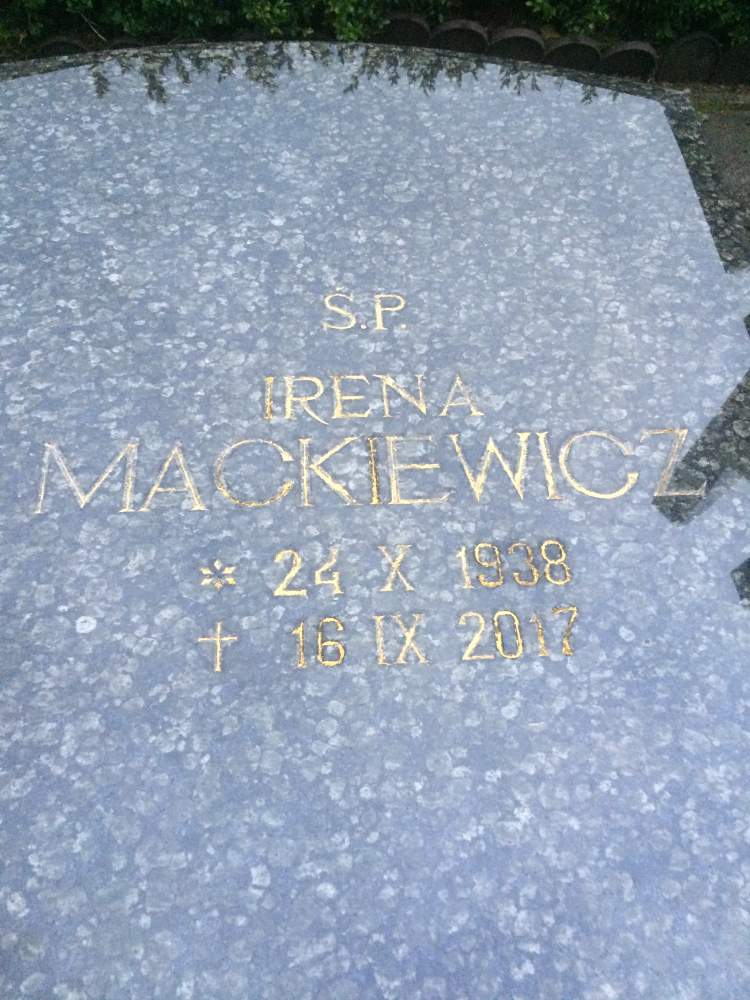 Ś.P.
IRENA
MACKIEWICZ
* 24 X 1938
† 16 IX 2017